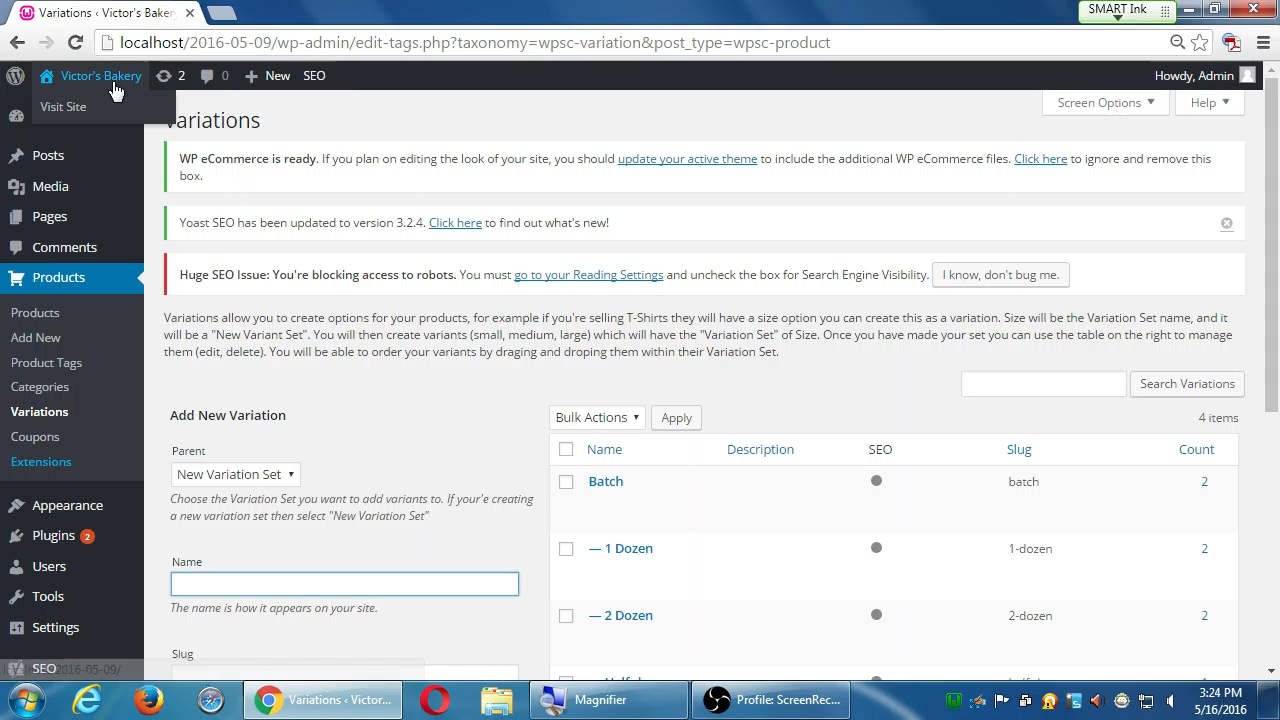 Variations ‹ Victor's Bakery
SMART Ink
localhost/2016-05-09/wp-admin/edit-tags.php?taxonomy=wpsc-variation&post_type=wpsc-product
Victor's Bakery
2
0
New
SEO
Howdy, Admin
Visit Site
Screen Options
Help
Variations
Posts
Media
Pages
Comments
Products
Products
Add New
Product Tags
Categories
Variations
Coupons
Extensions
Appearance
Plugins 2
Users
Tools
Settings
SEO
WP eCommerce is ready. If you plan on editing the look of your site, you should update your active theme to include the additional WP eCommerce files. Click here to ignore and remove this
box.
Yoast SEO has been updated to version 3.2.4. Click here to find out what's new!
Huge SEO Issue: You're blocking access to robots. You must go to your Reading Settings and uncheck the box for Search Engine Visibility. I know, don't bug me.
Variations allow you to create options for your products, for example if you're selling T-Shirts they will have a size option you can create this as a variation. Size will be the Variation Set name, and it
will be a "New Variant Set". You will then create variants (small, medium, large) which will have the "Variation Set" of Size. Once you have made your set you can use the table on the right to manage
them (edit, delete). You will be able to order your variants by draging and droping them within their Variation Set.
Search Variations
Add New Variation
Parent
New Variation Set
Choose the Variation Set you want to add variants to. If your'e creating
a new variation set then select "New Variation Set"
Name
The name is how it appears on your site.
Slug
Bulk Actions
Apply
4 items
Name Description SEO Slug Count
Batch batch 2
— 1 Dozen 1-dozen 2
— 2 Dozen 2-dozen 2
Variations ‹ Victor...
Magnifier
Profile: ScreenRec...
3:24 PM
5/16/2016